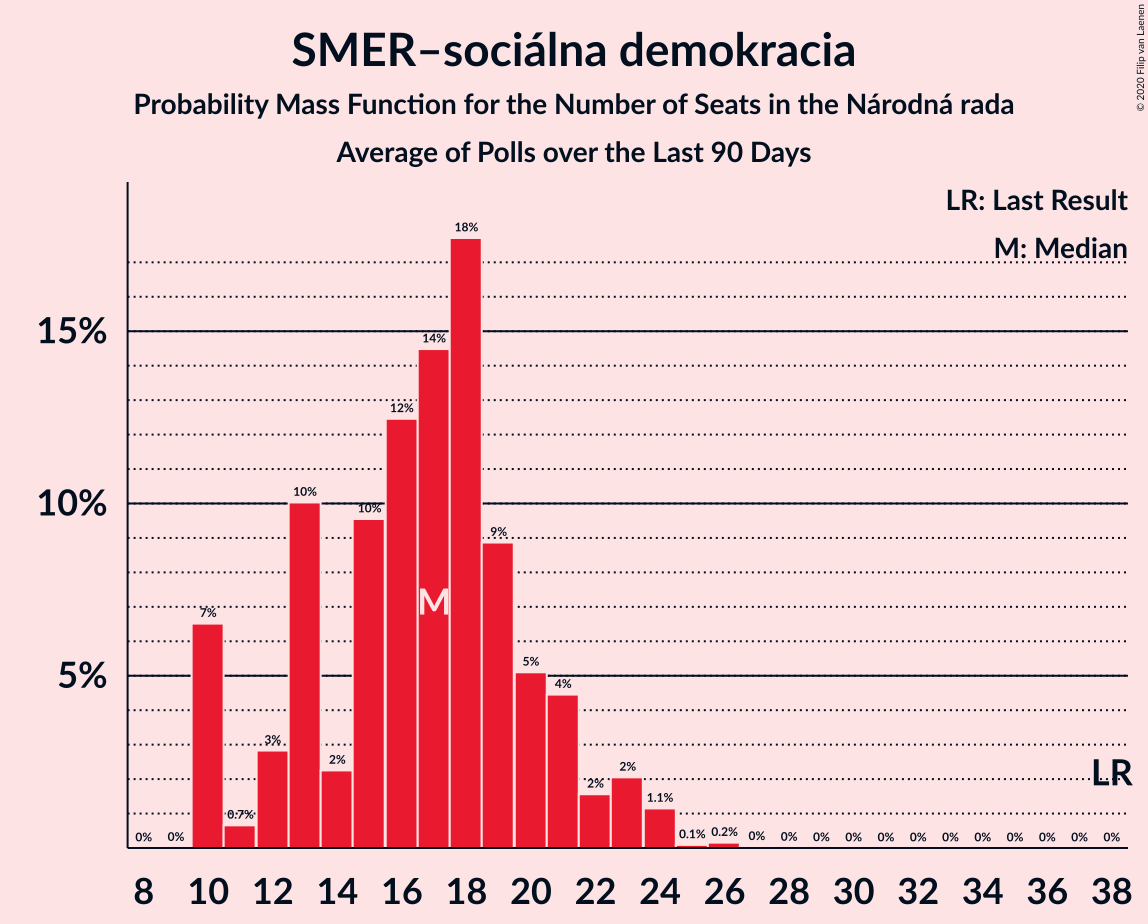 SMER–sociálna demokracia
Probability Mass Function for the Number of Seats in the Národná rada
Average of Polls over the Last 90 Days
© 2020 Filip van Laenen
LR: Last Result
M: Median
15%
10%
5%
0% 0% 7% 0.7% 3% 10% 2% 10% 12% 14% 18% 9% 5% 4% 2% 2% 1.1% 0.1% 0.2% 0% 0% 0% 0% 0% 0% 0% 0% 0% 0% 0% 0%
M
LR
8 10 12 14 16 18 20 22 24 26 28 30 32 34 36 38